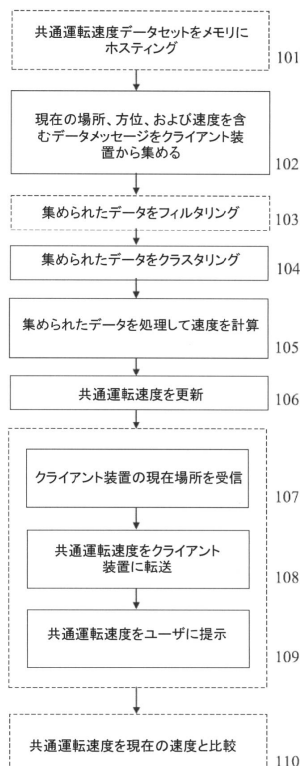 共通運転速度データセットをメモリに
ホスティング
101
現在の場所、方位、および速度を含
むデータメッセージをクライアント装
置から集める
102
集められたデータをフィルタリング
103
集められたデータをクラスタリング
104
集められたデータを処理して速度を計算
105
共通運転速度を更新
106
クライアント装置の現在場所を受信
107
共通運転速度をクライアント
装置に転送
108
共通運転速度をユーザに提示
109
共通運転速度を現在の速度と比較
110